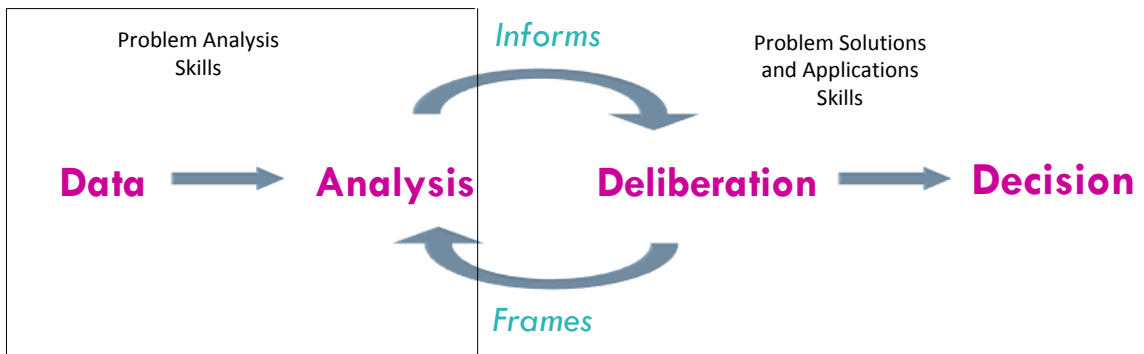 Problem Analysis
Skills
Informs
Problem Solutions
and Applications
Skills
Data
Analysis
Deliberation
Decision
Frames